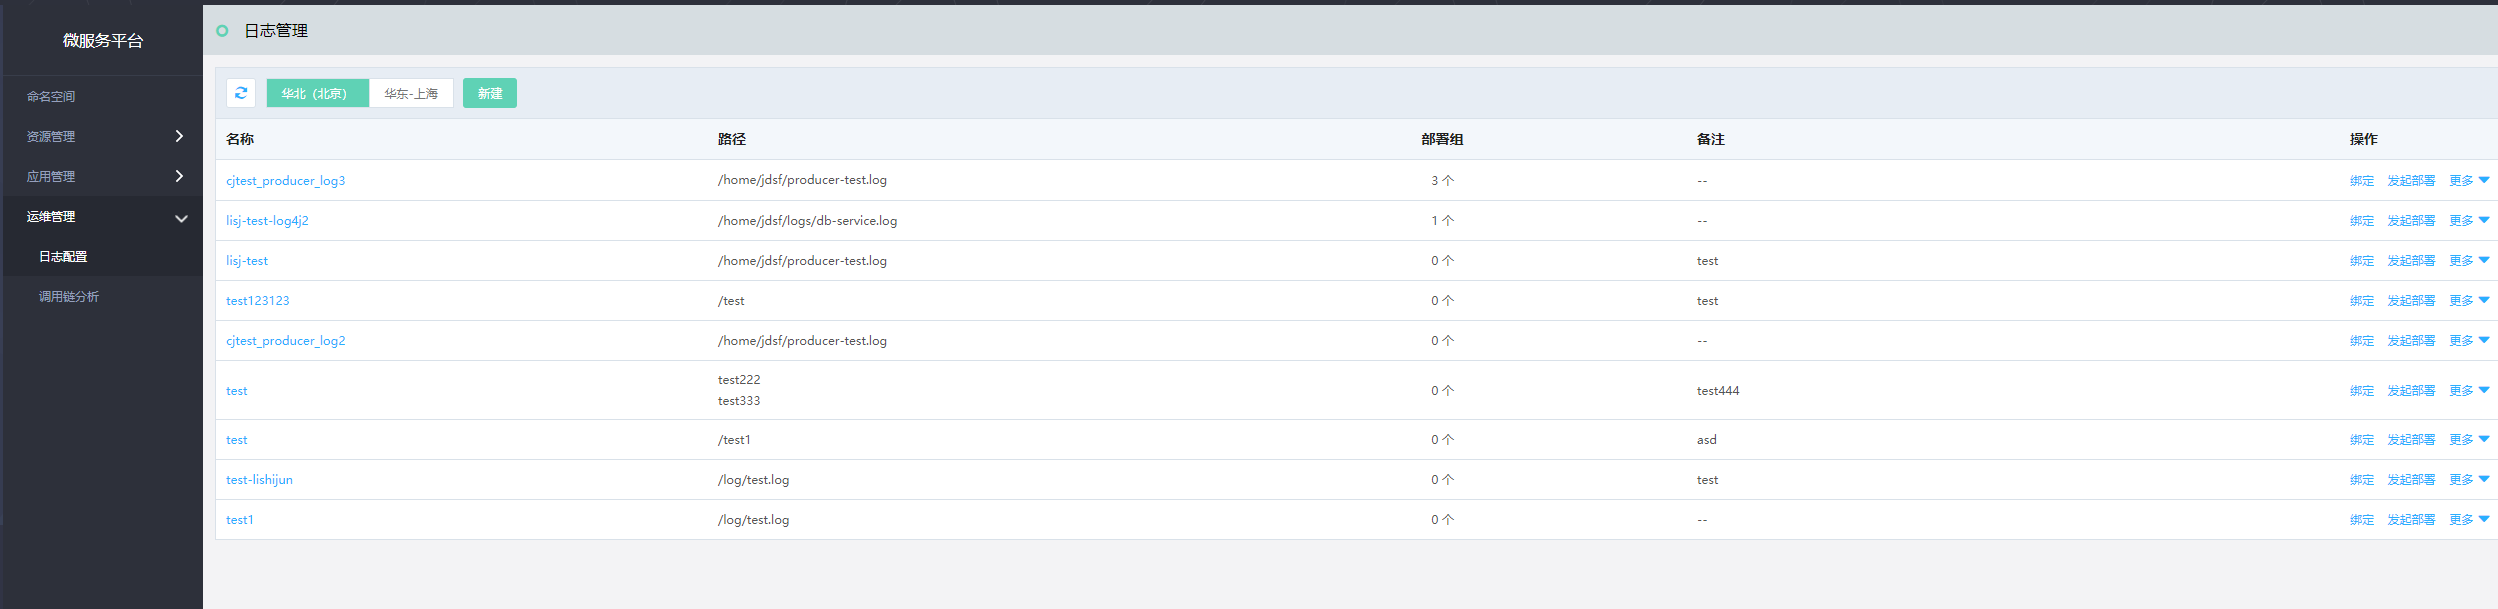 微服务平台
命名空间
资源管理
应用管理
运维管理
日志配置
调用链分析
日志管理
华北（北京） 华东-上海 新建
名称 路径 部署组 备注 操作
cjtest_producer_log3 /home/jdsf/producer-test.log 3 个 -- 绑定 发起部署 更多
lisj-test-log4j2 /home/jdsf/logs/db-service.log 1 个 -- 绑定 发起部署 更多
lisj-test /home/jdsf/producer-test.log 0 个 test 绑定 发起部署 更多
test123123 /test 0 个 test 绑定 发起部署 更多
cjtest_producer_log2 /home/jdsf/producer-test.log 0 个 -- 绑定 发起部署 更多
test test222 0 个 test444 绑定 发起部署 更多
test333
test /test1 0 个 asd 绑定 发起部署 更多
test-lishijun /log/test.log 0 个 test 绑定 发起部署 更多
test1 /log/test.log 0 个 -- 绑定 发起部署 更多